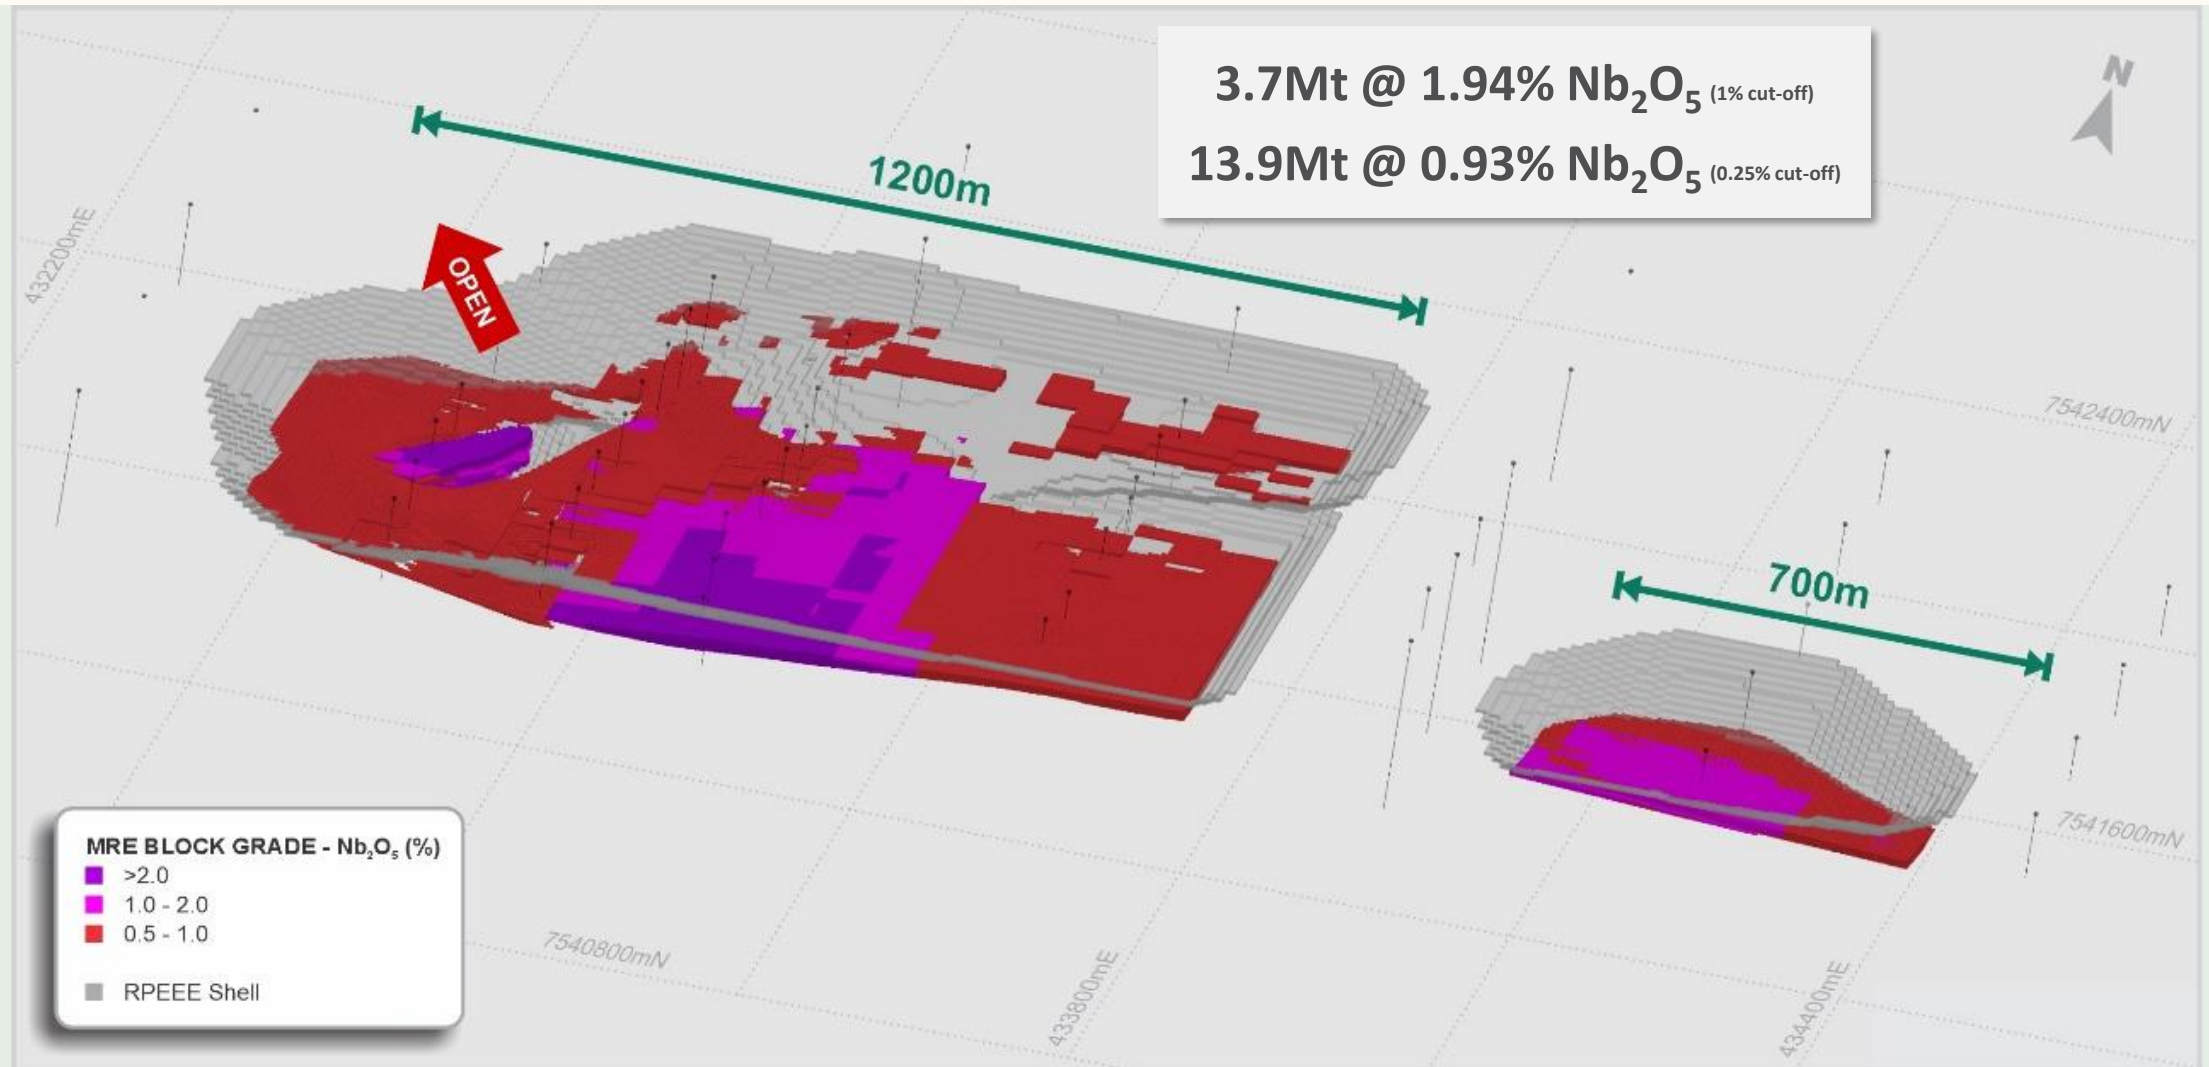 3.7Mt @ 1.94% Nb₂O₅ (1% cut-off)
13.9Mt @ 0.93% Nb₂O₅ (0.25% cut-off)
N
1200m
432200mE
OPEN
7542400mN
700m
7541600mN
MRE BLOCK GRADE - Nb₂O₅ (%)
>2.0
1.0 - 2.0
0.5 - 1.0
RPEEE Shell
7540800mN
433800mE
434400mE